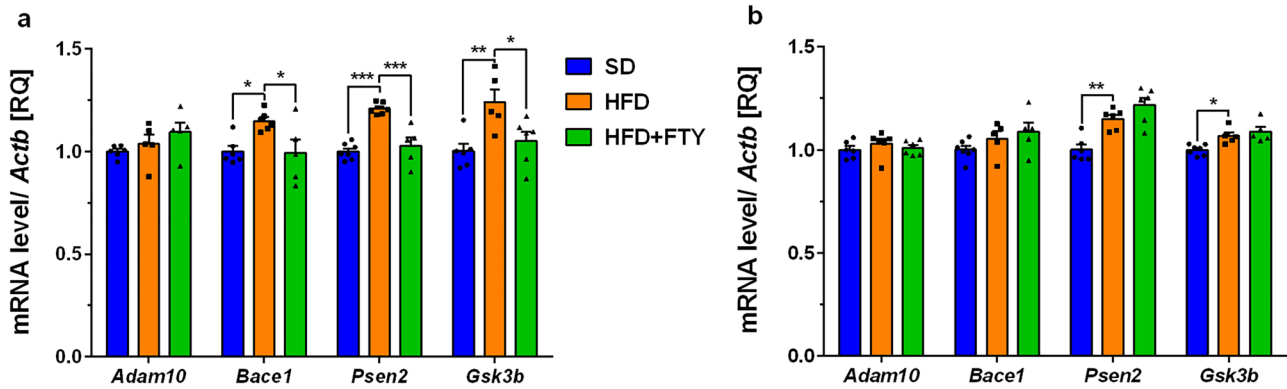 a
mRNA level/ Actb [RQ]
1.5
1.0
0.5
0.0
* *
*** ***
** *
Adam10 Bace1 Psen2 Gsk3b
SD
HFD
HFD+FTY
b
mRNA level/ Actb [RQ]
1.5
1.0
0.5
0.0
**
*
Adam10 Bace1 Psen2 Gsk3b